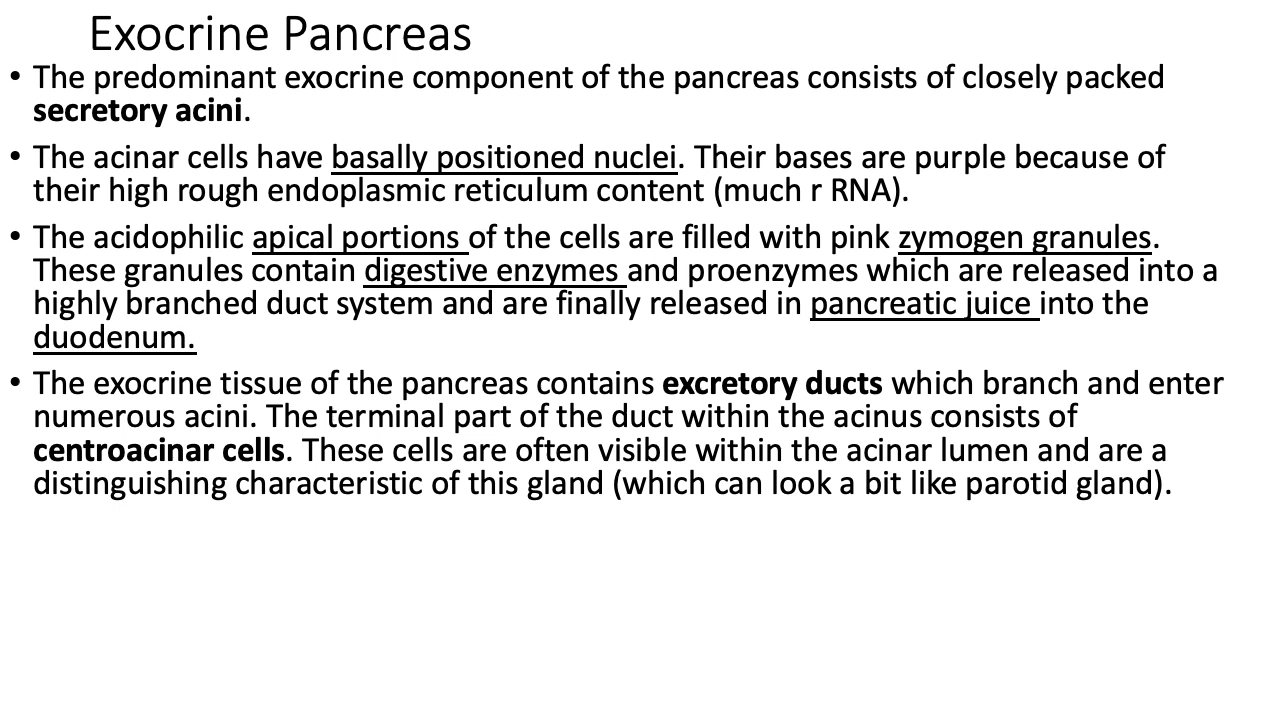 Exocrine Pancreas
• The predominant exocrine component of the pancreas consists of closely packed
secretory acini.
• The acinar cells have basally positioned nuclei. Their bases are purple because of
their high rough endoplasmic reticulum content (much r RNA).
• The acidophilic apical portions of the cells are filled with pink zymogen granules.
These granules contain digestive enzymes and proenzymes which are released into a
highly branched duct system and are finally released in pancreatic juice into the
duodenum.
• The exocrine tissue of the pancreas contains excretory ducts which branch and enter
numerous acini. The terminal part of the duct within the acinus consists of
centroacinar cells. These cells are often visible within the acinar lumen and are a
distinguishing characteristic of this gland (which can look a bit like parotid gland).